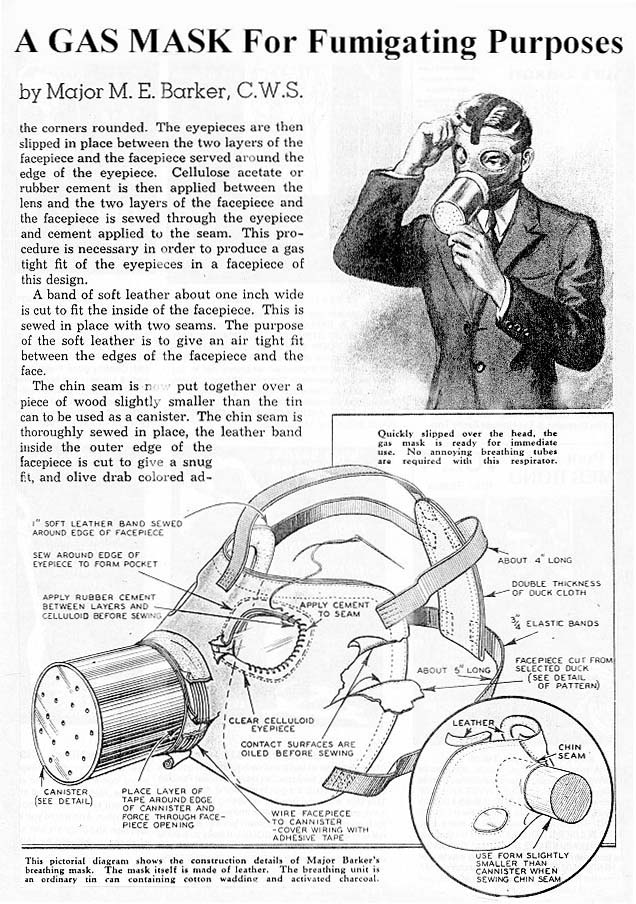 A GAS MASK For Fumigating Purposes
by Major M. E. Barker, C.W.S.
the corners rounded. The eyepieces are then
slipped in place between the two layers of the
facepiece and the facepiece served around the
edge of the eyepiece. Cellulose acetate or
rubber cement is then applied between the
lens and the two layers of the facepiece and
the facepiece is sewed through the eyepiece
and cement applied to the seam. This pro-
cedure is necessary in order to produce a gas
tight fit of the eyepieces in a facepiece of
this design.
A band of soft leather about one inch wide
is cut to fit the inside of the facepiece. This is
sewed in place with two seams. The purpose
of the soft leather is to give an air tight fit
between the edges of the facepiece and the
face.
The chin seam is now put together over a
piece of wood slightly smaller than the tin
can to be used as a canister. The chin seam is
thoroughly sewed in place, the leather band
inside the outer edge of the
facepiece is cut to give a snug
fit, and olive drab colored ad-
Quickly slipped over the head, the
gas mask is ready for immediate
use. No annoying breathing tubes
are required with this respirator.
1" SOFT LEATHER BAND SEWED
AROUND EDGE OF FACEPIECE
SEW AROUND EDGE OF
EYEPIECE TO FORM POCKET
APPLY RUBBER CEMENT
BETWEEN LAYERS AND
CELLULOID BEFORE SEWING
APPLY CEMENT
TO SEAM
ABOUT 4" LONG
DOUBLE THICKNESS
OF DUCK CLOTH
3/4" ELASTIC BANDS
FACEPIECE CUT FROM
SELECTED DUCK
(SEE DETAIL
OF PATTERN)
ABOUT 5" LONG
CLEAR CELLULOID
EYEPIECE
CONTACT SURFACES ARE
OILED BEFORE SEWING
CANISTER
(SEE DETAIL)
PLACE LAYER OF
TAPE AROUND EDGE
OF CANNISTER AND
FORCE THROUGH FACE-
PIECE OPENING
WIRE FACEPIECE
TO CANNISTER
-COVER WIRING WITH
ADHESIVE TAPE
LEATHER
CHIN
SEAM
USE FORM SLIGHTLY
SMALLER THAN
CANNISTER WHEN
SEWING CHIN SEAM
This pictorial diagram shows the construction details of Major Barker's
breathing mask. The mask itself is made of leather. The breathing unit is
an ordinary tin can containing cotton wadding and activated charcoal.